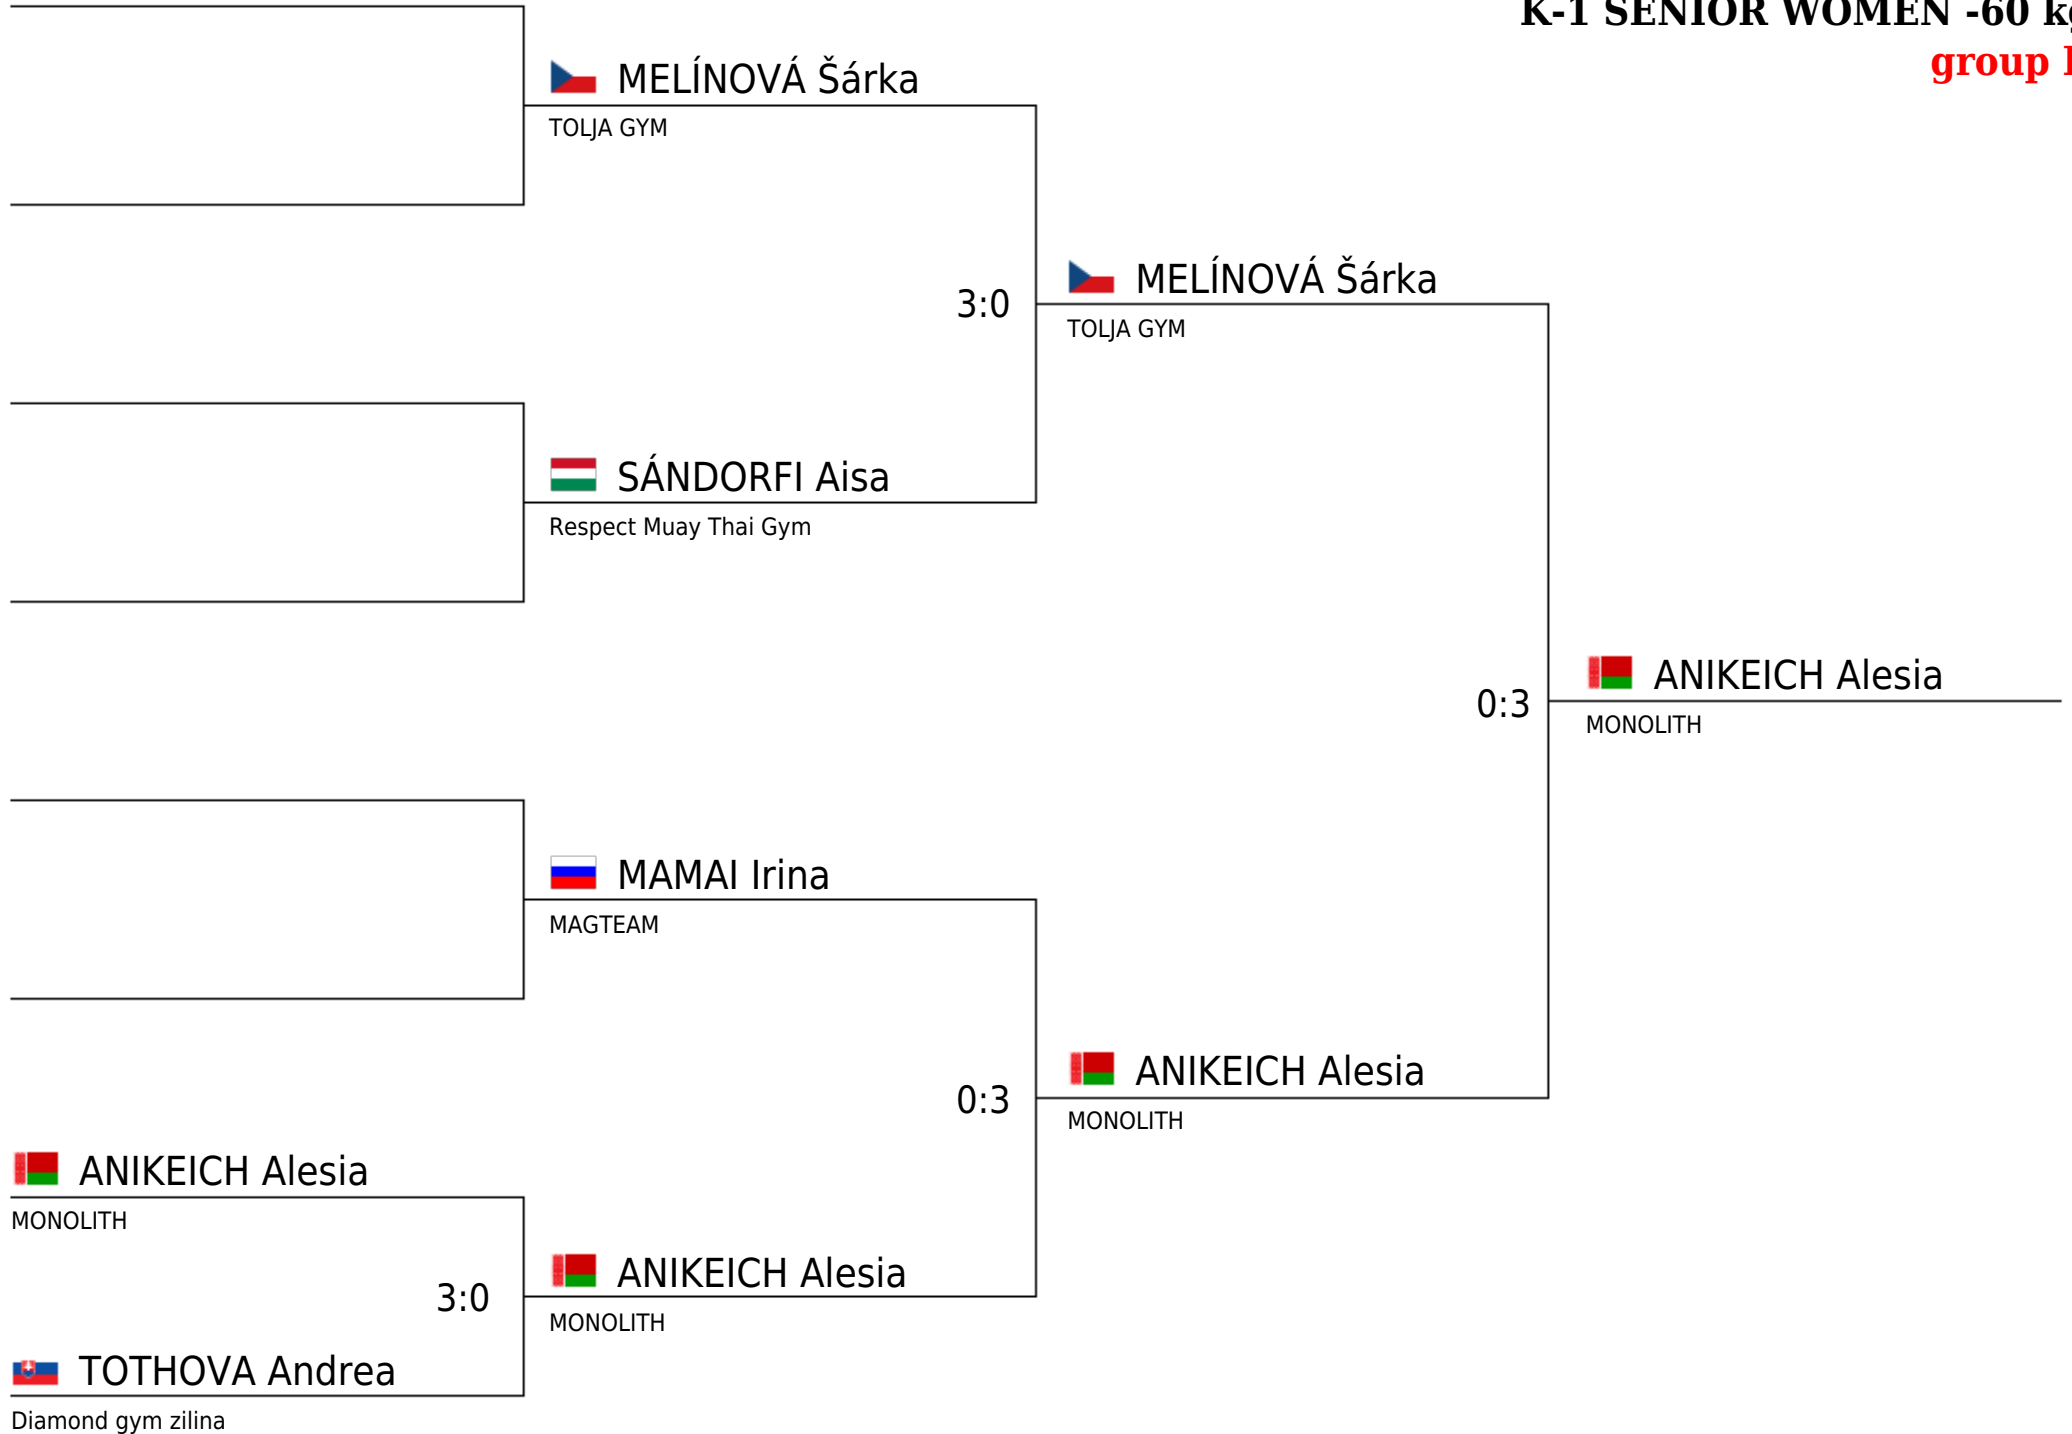 K-1 SENIOR WOMEN -60
group
MELÍNOVÁ Šárka
TOLJA GYM
3:0
MELÍNOVÁ Šárka
TOLJA GYM
SÁNDORFI Aisa
Respect Muay Thai Gym
0:3
ANIKEICH Alesia
MONOLITH
MAMAI Irina
MAGTEAM
0:3
ANIKEICH Alesia
MONOLITH
ANIKEICH Alesia
MONOLITH
3:0
ANIKEICH Alesia
MONOLITH
TOTHOVA Andrea
Diamond gym zilina